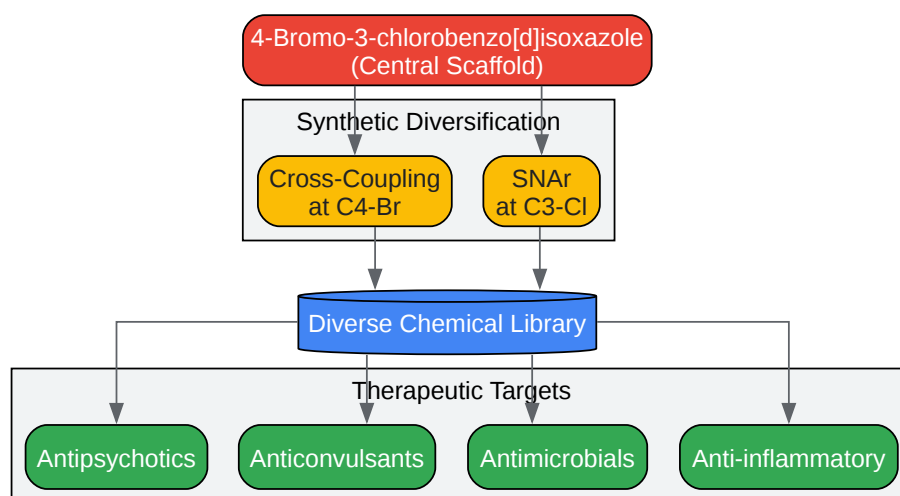 4-Bromo-3-chlorobenzo[d]isoxazole
(Central Scaffold)
Synthetic Diversification
Cross-Coupling
at C4-Br
SNAr
at C3-Cl
Diverse Chemical Library
Therapeutic Targets
Antipsychotics
Anticonvulsants
Antimicrobials
Anti-inflammatory